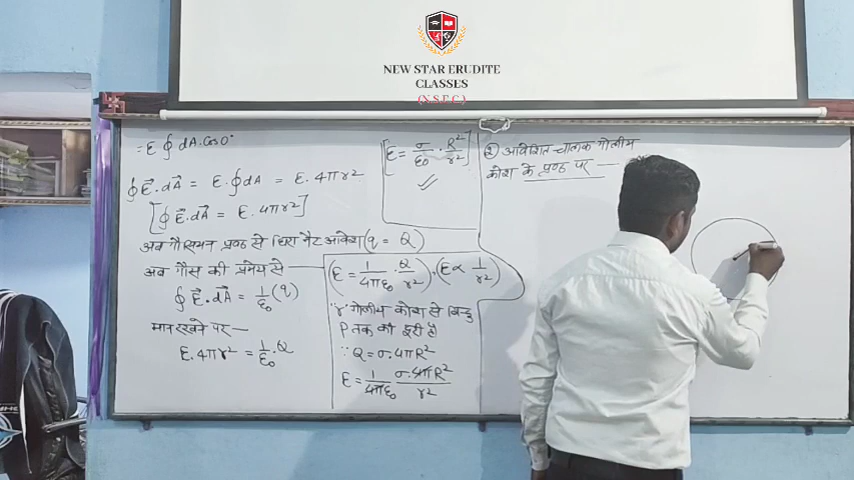 NEW STAR ERUDITE
CLASSES
(N.S.E.C)
= E ∮ dA.Cos0°
∮ E⃗.dA⃗ = E.∮dA = E.4πr²
[∮ E⃗.dA⃗ = E.4πr²]
अब गौसियन पृष्ठ से घिरा नैट आवेश (q = Q)
अब गौस की प्रमेय से —
∮ E⃗.dA⃗ = 1/ε₀ (q)
मान रखने पर —
E.4πr² = 1/ε₀ . Q
[E = σ/ε₀ . R²/r²]
(E = 1/4πε₀ . Q/r²), (E ∝ 1/r²)
"r" गोलीय कोश से बिन्दु
P तक की दूरी है
∵ Q = σ.4πR²
E = 1/4πε₀ σ.4πR²/r²
② आवेशित चालक गोलीय
कोश के पृष्ठ पर —